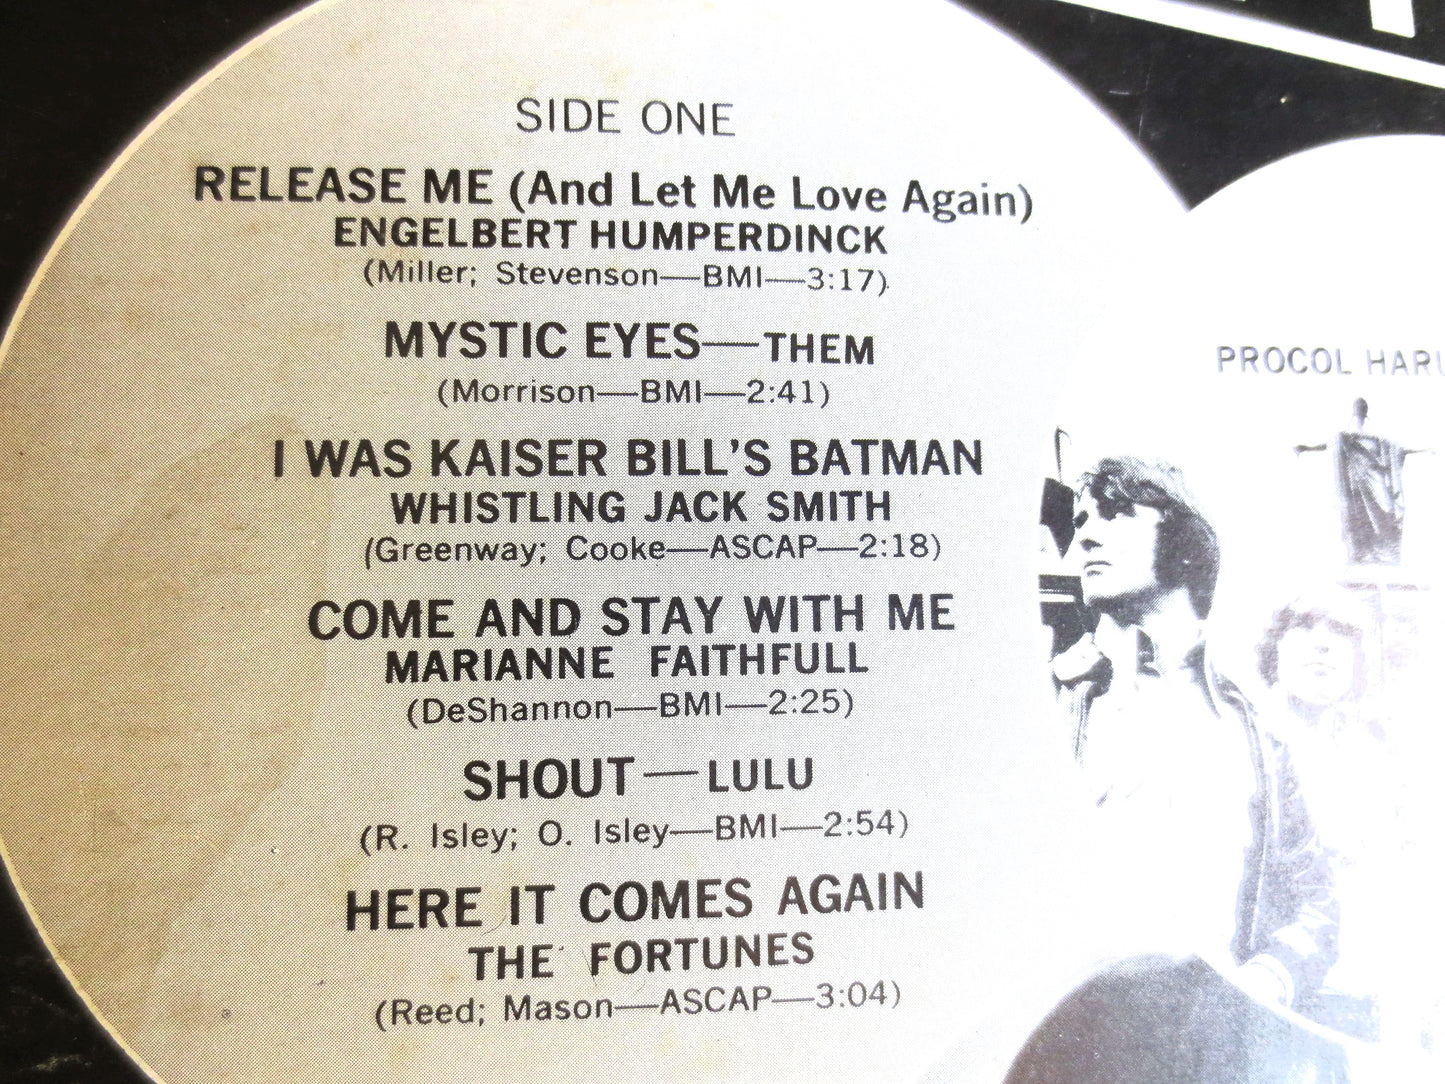 SIDE ONE
RELEASE ME (And Let Me Love Again)
ENGELBERT HUMPERDINCK
(Miller; Stevenson—BMI—3:17)
MYSTIC EYES—THEM
(Morrison—BMI—2:41)
I WAS KAISER BILL'S BATMAN
WHISTLING JACK SMITH
(Greenway; Cooke—ASCAP—2:18)
COME AND STAY WITH ME
MARIANNE FAITHFULL
(DeShannon—BMI—2:25)
SHOUT—LULU
(R. Isley; O. Isley—BMI—2:54)
HERE IT COMES AGAIN
THE FORTUNES
(Reed; Mason—ASCAP—3:04)
PROCOL